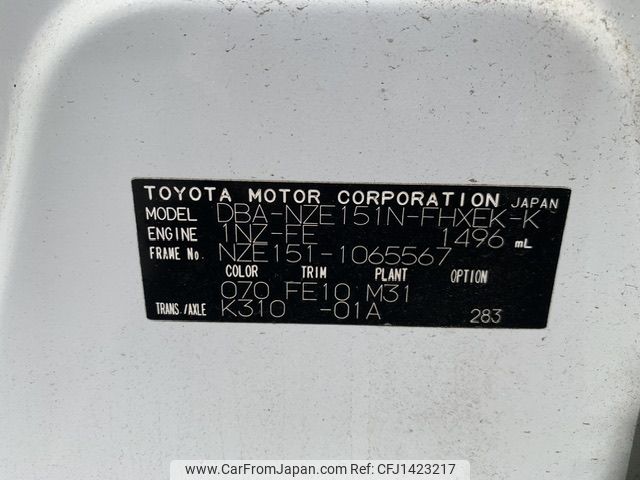 TOYOTA MOTOR CORPORATION JAPAN
MODEL DBA-NZE151N-FHXEK-K
ENGINE 1NZ-FE 1496 mL
FRAME No. NZE151-1065567
COLOR TRIM PLANT OPTION
070 FE10 M31
TRANS./AXLE K310 -01A 283
www.CarFromJapan.com Ref No. CFJ1423217